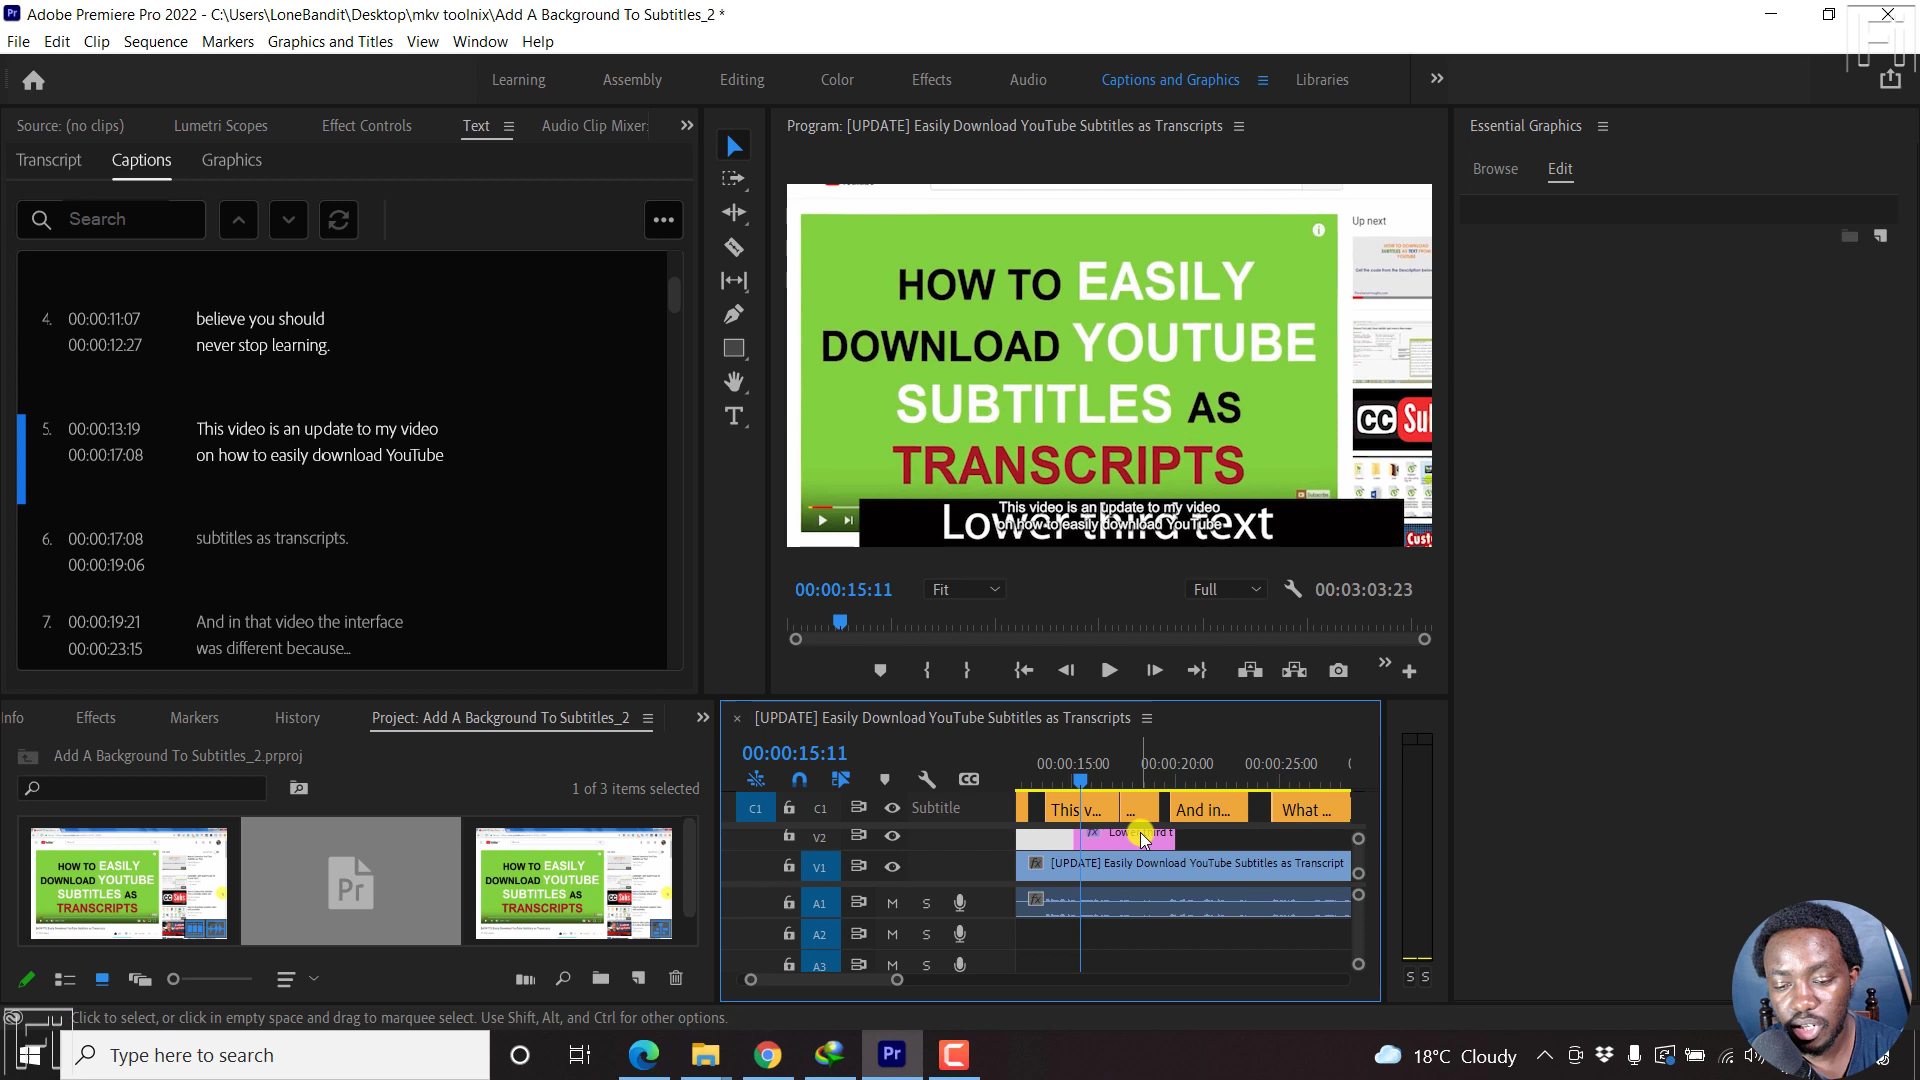 Adobe Premiere Pro 2022 - C:\Users\LoneBandit\Desktop\mkv toolnix\Add A Background To Subtitles_2 *
File Edit Clip Sequence Markers Graphics and Titles View Window Help
Learning Assembly Editing Color Effects Audio Captions and Graphics Libraries
Source: (no clips) Lumetri Scopes Effect Controls Text Audio Clip Mixer:
Transcript Captions Graphics
Search
4. 00:00:11:07 believe you should
00:00:12:27 never stop learning.
5. 00:00:13:19 This video is an update to my video
00:00:17:08 on how to easily download YouTube
6. 00:00:17:08 subtitles as transcripts.
00:00:19:06
7. 00:00:19:21 And in that video the interface
00:00:23:15 was different because...
Program: [UPDATE] Easily Download YouTube Subtitles as Transcripts
Up next
HOW TO EASILY
DOWNLOAD YOUTUBE
SUBTITLES AS
TRANSCRIPTS
CC Sub
Subscribe
Lower third text
This video is an update to my video
on how to easily download YouTube
Custo
00:00:15:11 Fit Full 00:03:03:23
Essential Graphics
Browse Edit
Info Effects Markers History Project: Add A Background To Subtitles_2
Add A Background To Subtitles_2.prproj
1 of 3 items selected
HOW TO EASILY
DOWNLOAD YOUTUBE
SUBTITLES AS
TRANSCRIPTS
Pr
HOW TO EASILY
DOWNLOAD YOUTUBE
SUBTITLES AS
TRANSCRIPTS
[UPDATE] Easily Download YouTube Subtitles as Transcripts
00:00:15:11
00:00:15:00 00:00:20:00 00:00:25:00
C1 C1 Subtitle This v... ... And in... What ...
V2 fx Lower third t
V1 fx [UPDATE] Easily Download YouTube Subtitles as Transcript
A1 M S fx
A2 M S
A3 M S
S S
Click to select, or click in empty space and drag to marquee select. Use Shift, Alt, and Ctrl for other options.
Type here to search
Pr
18°C Cloudy